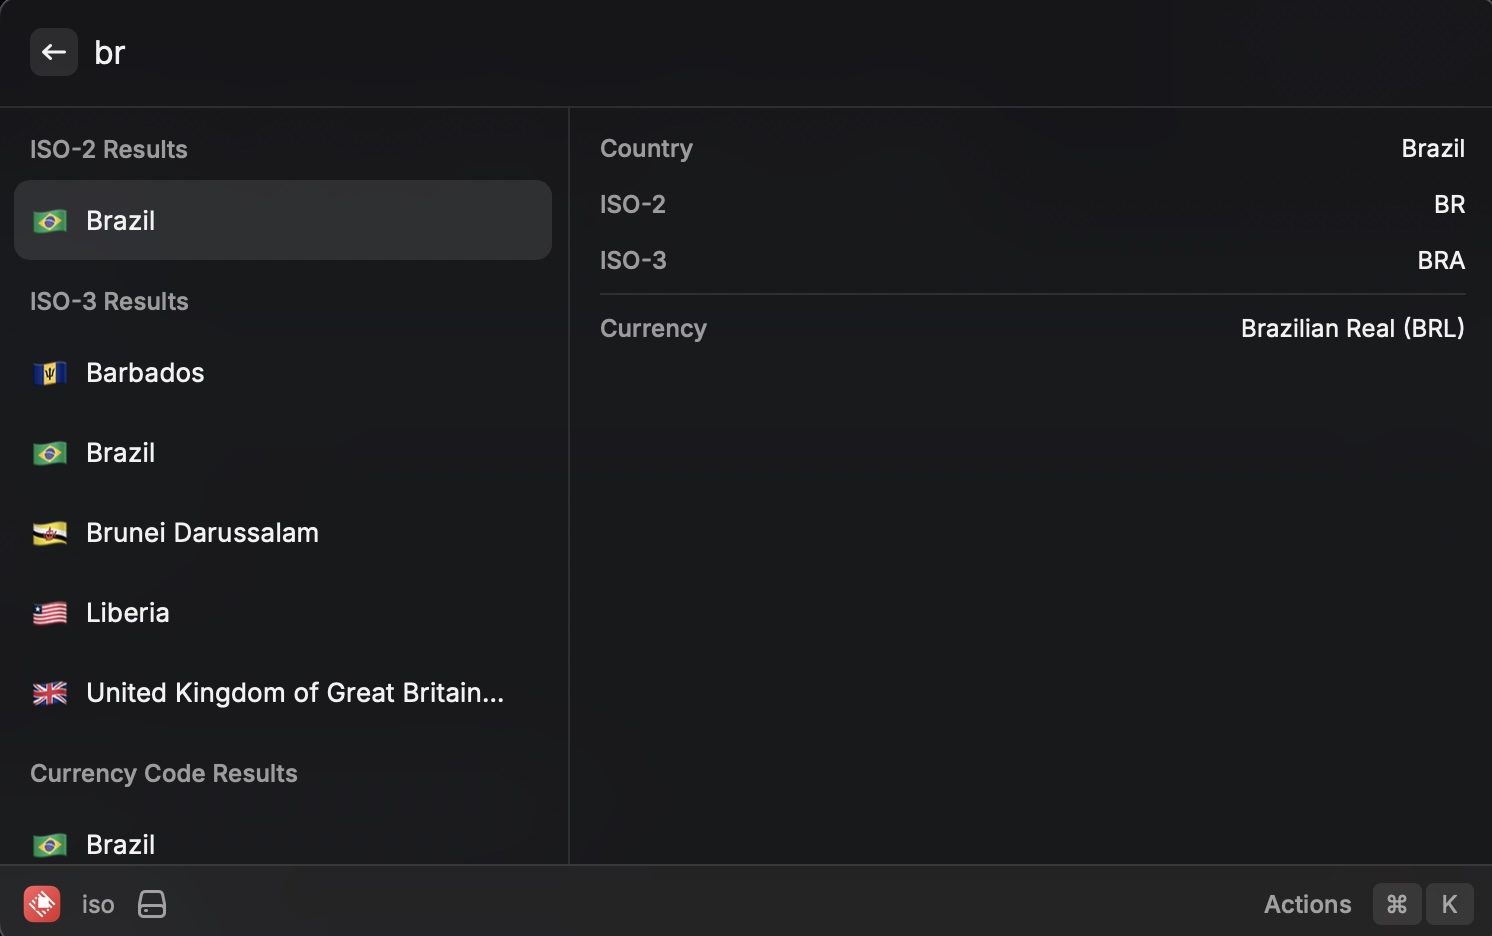 br
ISO-2 Results
Brazil
ISO-3 Results
Barbados
Brazil
Brunei Darussalam
Liberia
United Kingdom of Great Britain...
Currency Code Results
Brazil
Country Brazil
ISO-2 BR
ISO-3 BRA
Currency Brazilian Real (BRL)
iso
Actions ⌘ K